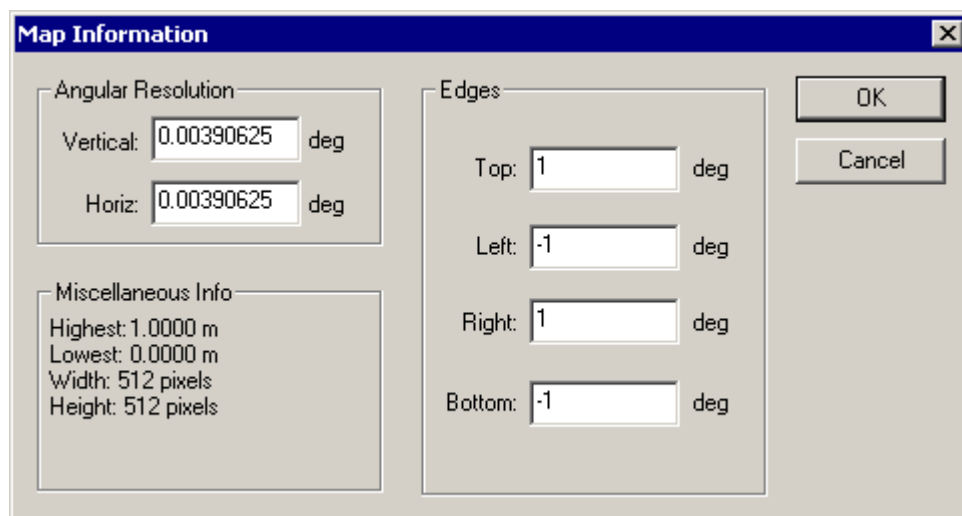 Map Information
Angular Resolution
Vertical: 0.00390625 deg
Horiz: 0.00390625 deg
Miscellaneous Info
Highest: 1.0000 m
Lowest: 0.0000 m
Width: 512 pixels
Height: 512 pixels
Edges
Top: 1 deg
Left: -1 deg
Right: 1 deg
Bottom: -1 deg
OK
Cancel